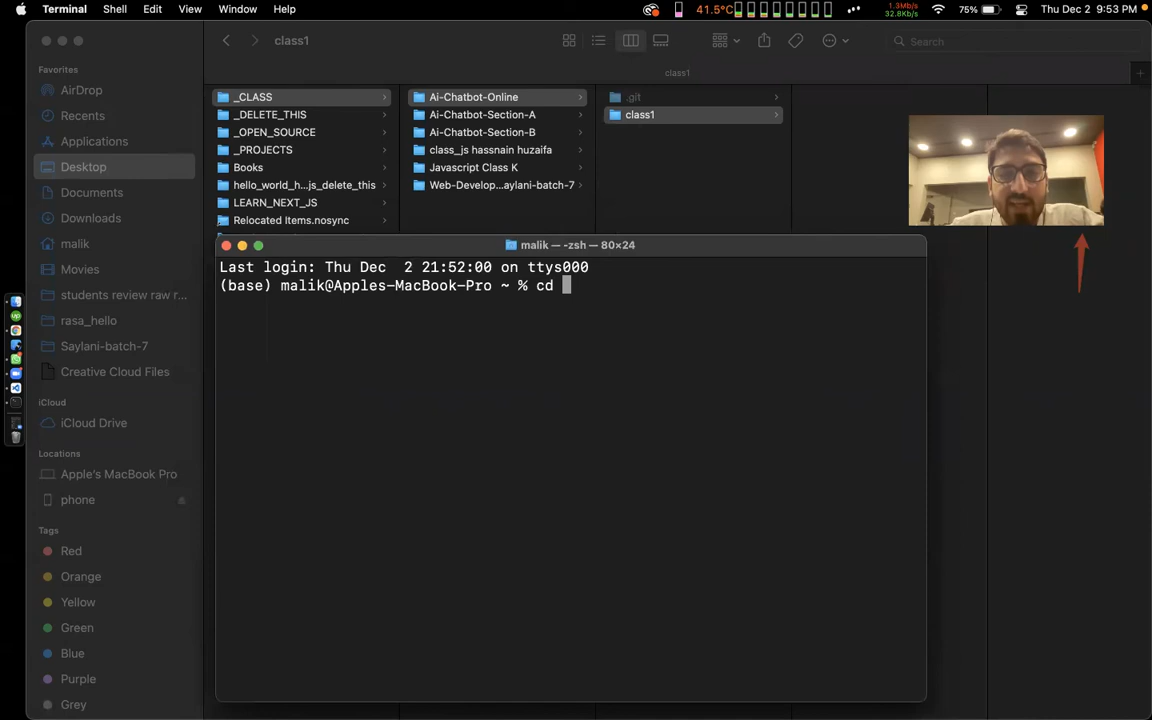 Terminal Shell Edit View Window Help 41.5°C 1.3MB/s 32.8KB/s 75% Thu Dec 2 9:53 PM
class1 Search
class1
Favorites
AirDrop
Recents
Applications
Desktop
Documents
Downloads
malik
Movies
students review raw r...
rasa_hello
Saylani-batch-7
Creative Cloud Files
iCloud
iCloud Drive
Locations
Apple's MacBook Pro
phone
Tags
Red
Orange
Yellow
Green
Blue
Purple
Grey
_CLASS
_DELETE_THIS
_OPEN_SOURCE
_PROJECTS
Books
hello_world_h...js_delete_this
LEARN_NEXT_JS
Relocated Items.nosync
Ai-Chatbot-Online
Ai-Chatbot-Section-A
Ai-Chatbot-Section-B
class_js hassnain huzaifa
Javascript Class K
Web-Develop...aylani-batch-7
.git
class1
malik — -zsh — 80×24
Last login: Thu Dec  2 21:52:00 on ttys000
(base) malik@Apples-MacBook-Pro ~ % cd